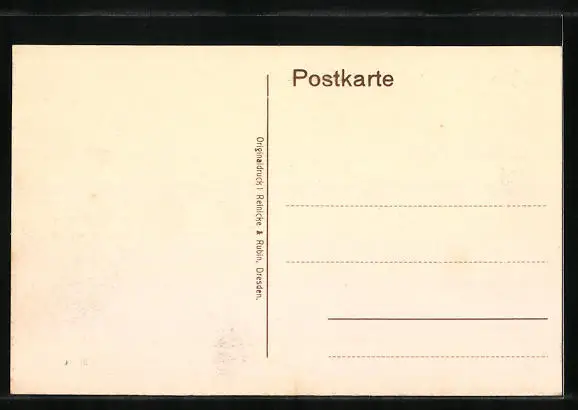 Postkarte
Originaldruck: Reinicke & Rubin, Dresden.